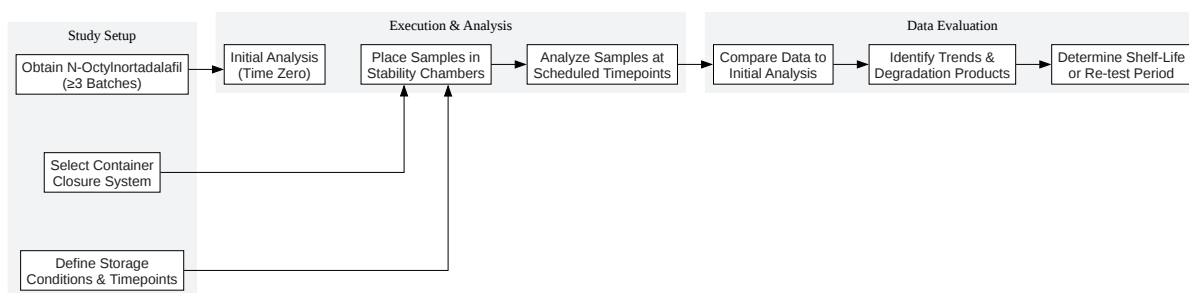 Study Setup
Obtain N-Octylnortadalafil
(≥3 Batches)
Select Container
Closure System
Define Storage
Conditions & Timepoints
Execution & Analysis
Initial Analysis
(Time Zero)
Place Samples in
Stability Chambers
Analyze Samples at
Scheduled Timepoints
Data Evaluation
Compare Data to
Initial Analysis
Identify Trends &
Degradation Products
Determine Shelf-Life
or Re-test Period